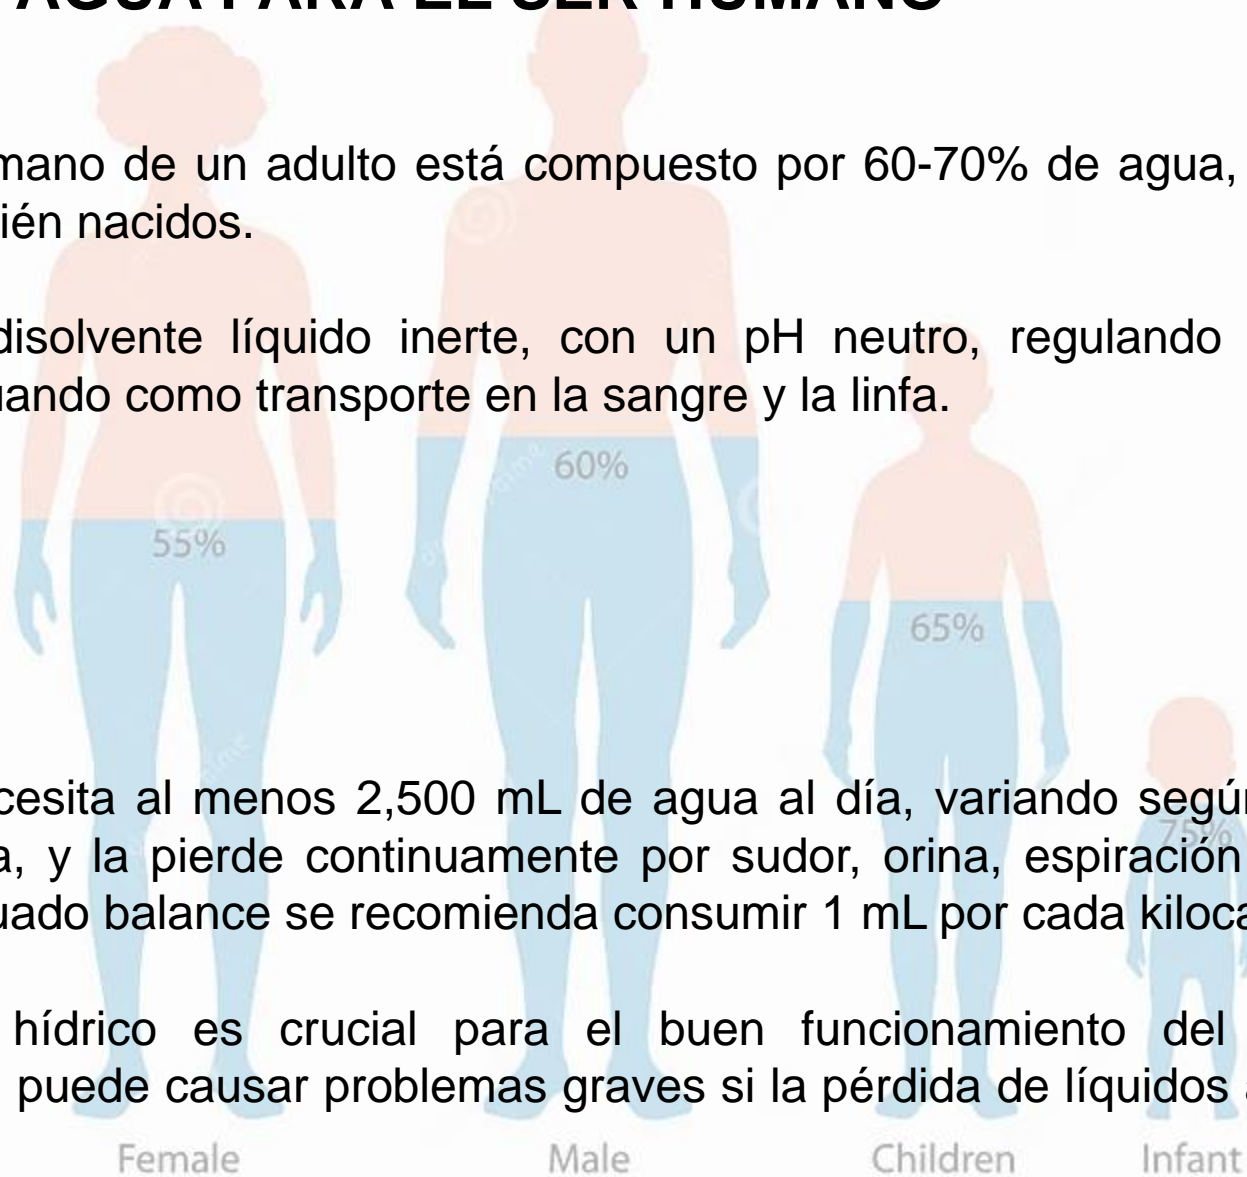 AGUA PARA EL SER HUMANO
mano de un adulto está compuesto por 60-70% de agua,
ién nacidos.
disolvente líquido inerte, con un pH neutro, regulando
uando como transporte en la sangre y la linfa.
60%
55%
65%
cesita al menos 2,500 mL de agua al día, variando según
75%
a, y la pierde continuamente por sudor, orina, espiración
uado balance se recomienda consumir 1 mL por cada kiloca
hídrico es crucial para el buen funcionamiento del
puede causar problemas graves si la pérdida de líquidos a
Female Male Children Infant